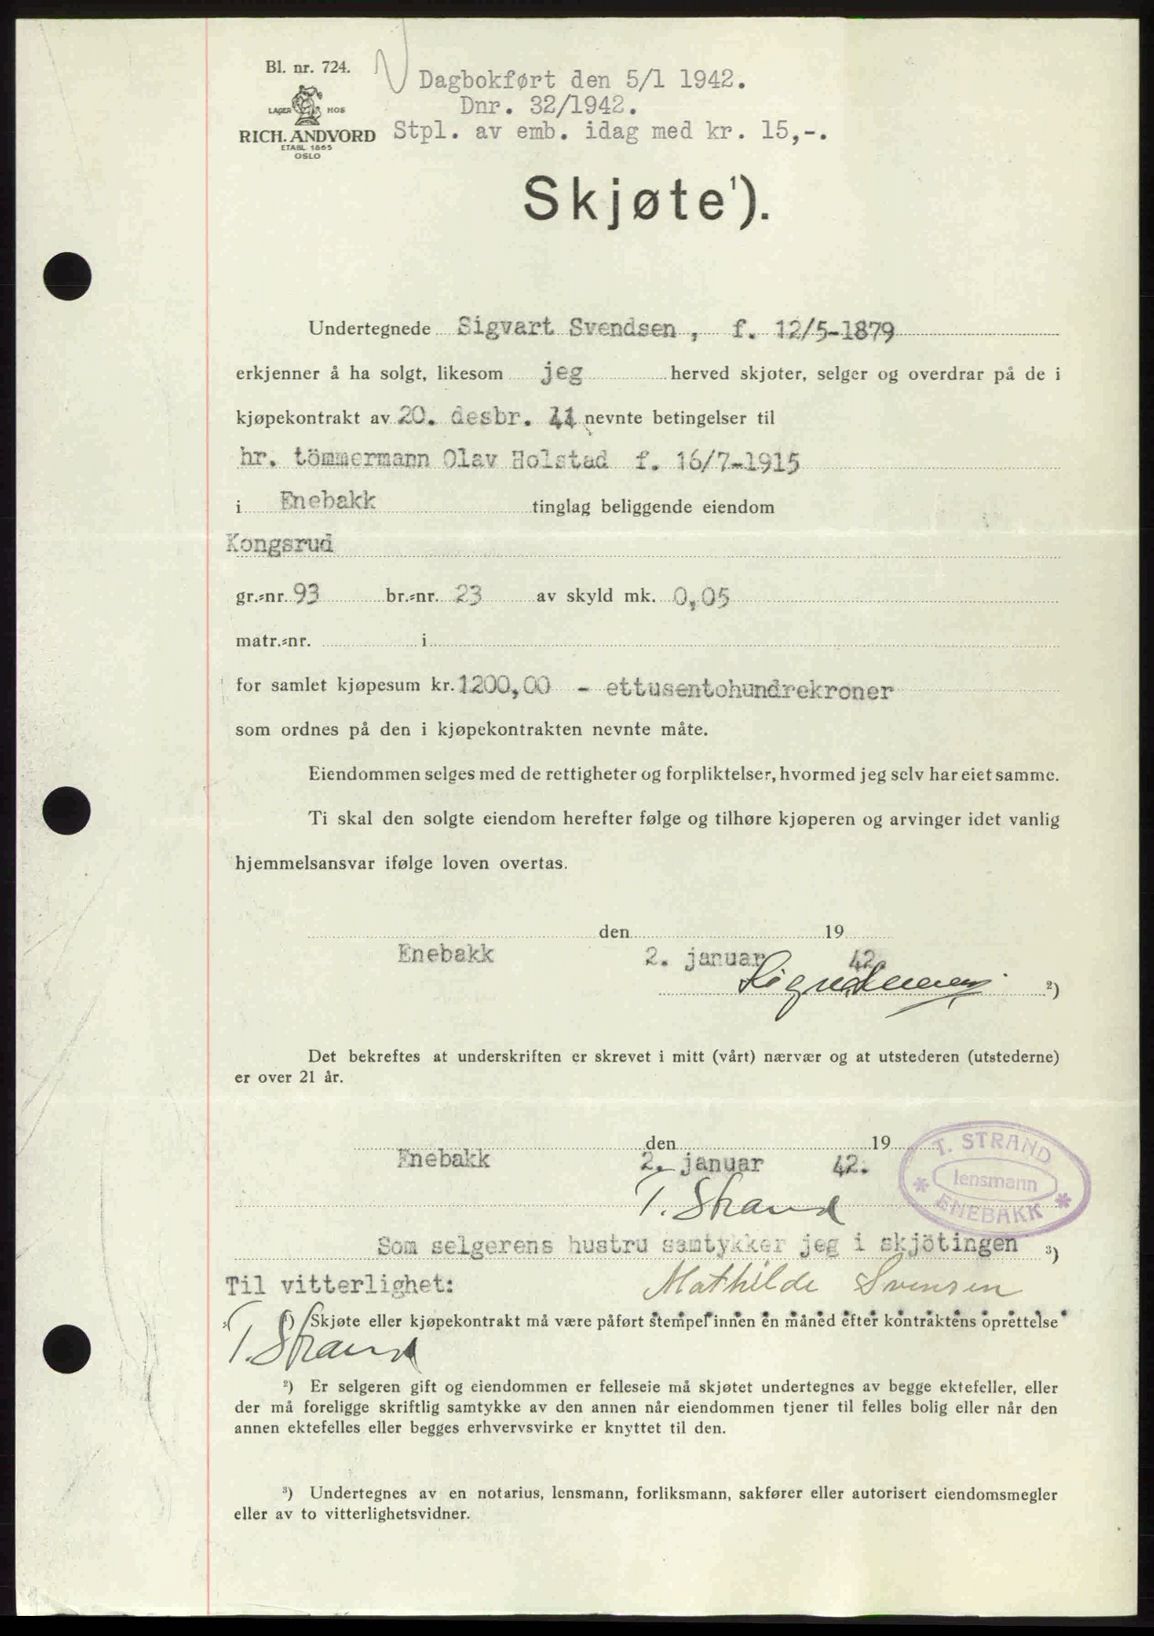 Bl. nr. 724.
LAGER HOS
RICH. ANDVORD
ETABL 1865
OSLO
Dagbokført den 5/1 1942.
Dnr. 32/1942.
Stpl. av emb. idag med kr. 15,-.
Skjøte¹).
Undertegnede Sigvart Svendsen , f. 12/5-1879
erkjenner å ha solgt, likesom jeg herved skjøter, selger og overdrar på de i
kjøpekontrakt av 20. desbr. 41 nevnte betingelser til
hr. tömmermann Olav Holstad f. 16/7-1915
i Enebakk tinglag beliggende eiendom
Kongsrud
gr.-nr. 93 br.-nr. 23 av skyld mk. 0,05
matr.-nr. i
for samlet kjøpesum kr. 1200,00 - ettusentohundrekroner
som ordnes på den i kjøpekontrakten nevnte måte.
Eiendommen selges med de rettigheter og forpliktelser, hvormed jeg selv har eiet samme.
Ti skal den solgte eiendom herefter følge og tilhøre kjøperen og arvinger idet vanlig
hjemmelsansvar ifølge loven overtas.
den 19
Enebakk 2. januar 42.
²)
Det bekreftes at underskriften er skrevet i mitt (vårt) nærvær og at utstederen (utstederne)
er over 21 år.
den 19
Enebakk 2. januar 42.
T. STRAND
lensmann
* ENEBAKK *
T. Strand
Som selgerens hustru samtykker jeg i skjötingen ³)
Til vitterlighet: Mathilde Svensen
¹) Skjøte eller kjøpekontrakt må være påført stempel innen en måned efter kontraktens oprettelse
T. Strand
²) Er selgeren gift og eiendommen er felleseie må skjøtet undertegnes av begge ektefeller, eller
der må foreligge skriftlig samtykke av den annen når eiendommen tjener til felles bolig eller når den
annen ektefelles eller begges erhvervsvirke er knyttet til den.
³) Undertegnes av en notarius, lensmann, forliksmann, sakfører eller autorisert eiendomsmegler
eller av to vitterlighetsvidner.